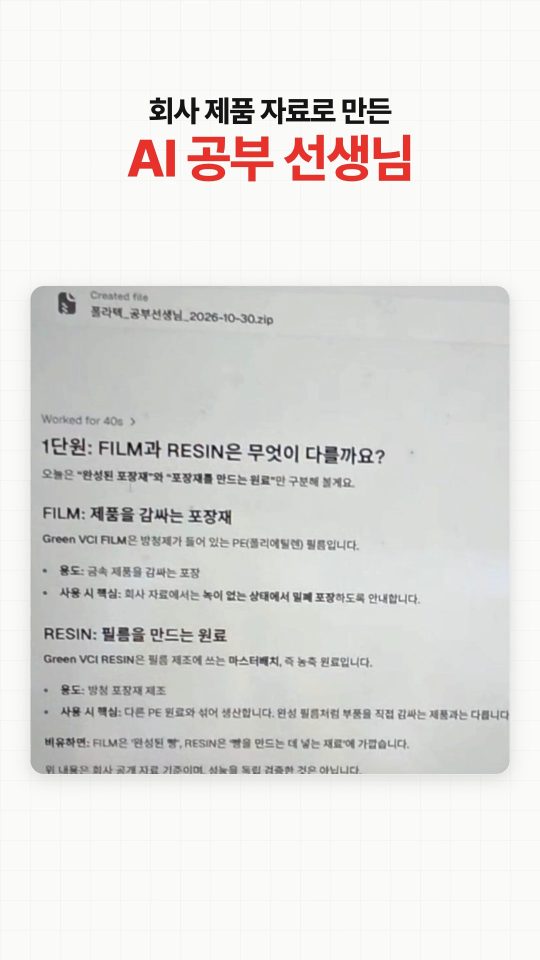 회사 제품 자료로 만든
AI 공부 선생님
Created file
폴라텍_공부선생님_2026-10-30.zip
Worked for 40s >
1단원: FILM과 RESIN은 무엇이 다를까요?
오늘은 “완성된 포장재”와 “포장재를 만드는 원료”만 구분해 볼게요.
FILM: 제품을 감싸는 포장재
Green VCI FILM은 방청제가 들어 있는 PE(폴리에틸렌) 필름입니다.
• 용도: 금속 제품을 감싸는 포장
• 사용 시 핵심: 회사 자료에서는 녹이 없는 상태에서 밀폐 포장하도록 안내합니다.
RESIN: 필름을 만드는 원료
Green VCI RESIN은 필름 제조에 쓰는 마스터배치, 즉 농축 원료입니다.
• 용도: 방청 포장재 제조
• 사용 시 핵심: 다른 PE 원료와 섞어 생산합니다. 완성 필름처럼 부품을 직접 감싸는 제품과는 다릅니다
비유하면: FILM은 ‘완성된 빵’, RESIN은 ‘빵을 만드는 데 넣는 재료’에 가깝습니다.
위 내용은 회사 공개 자료 기준이며, 성능을 독립 검증한 것은 아닙니다.